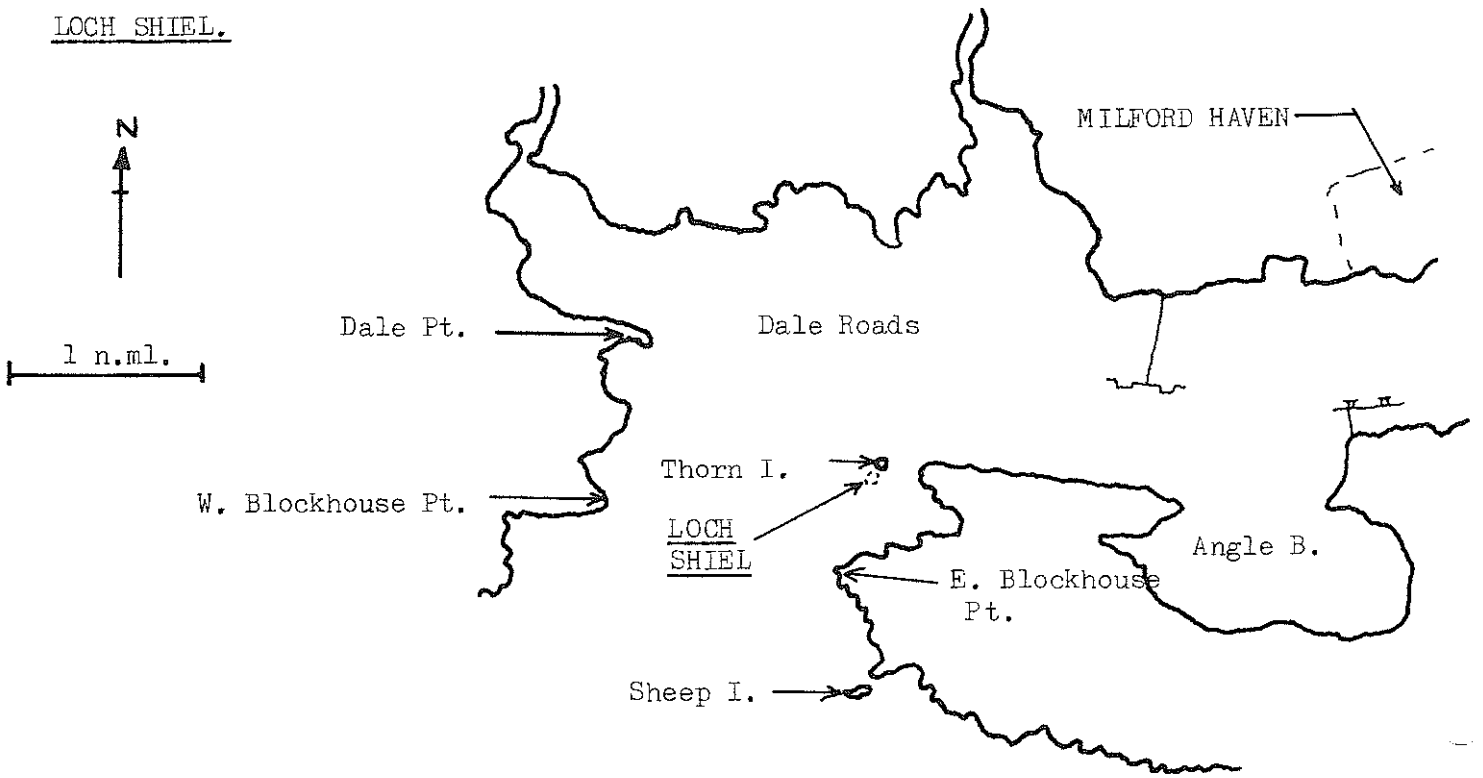 LOCH SHIEL.
N
MILFORD HAVEN
Dale Pt.
Dale Roads
1 n.ml.
Thorn I.
W. Blockhouse Pt.
LOCH
SHIEL
Angle B.
E. Blockhouse
Pt.
Sheep I.